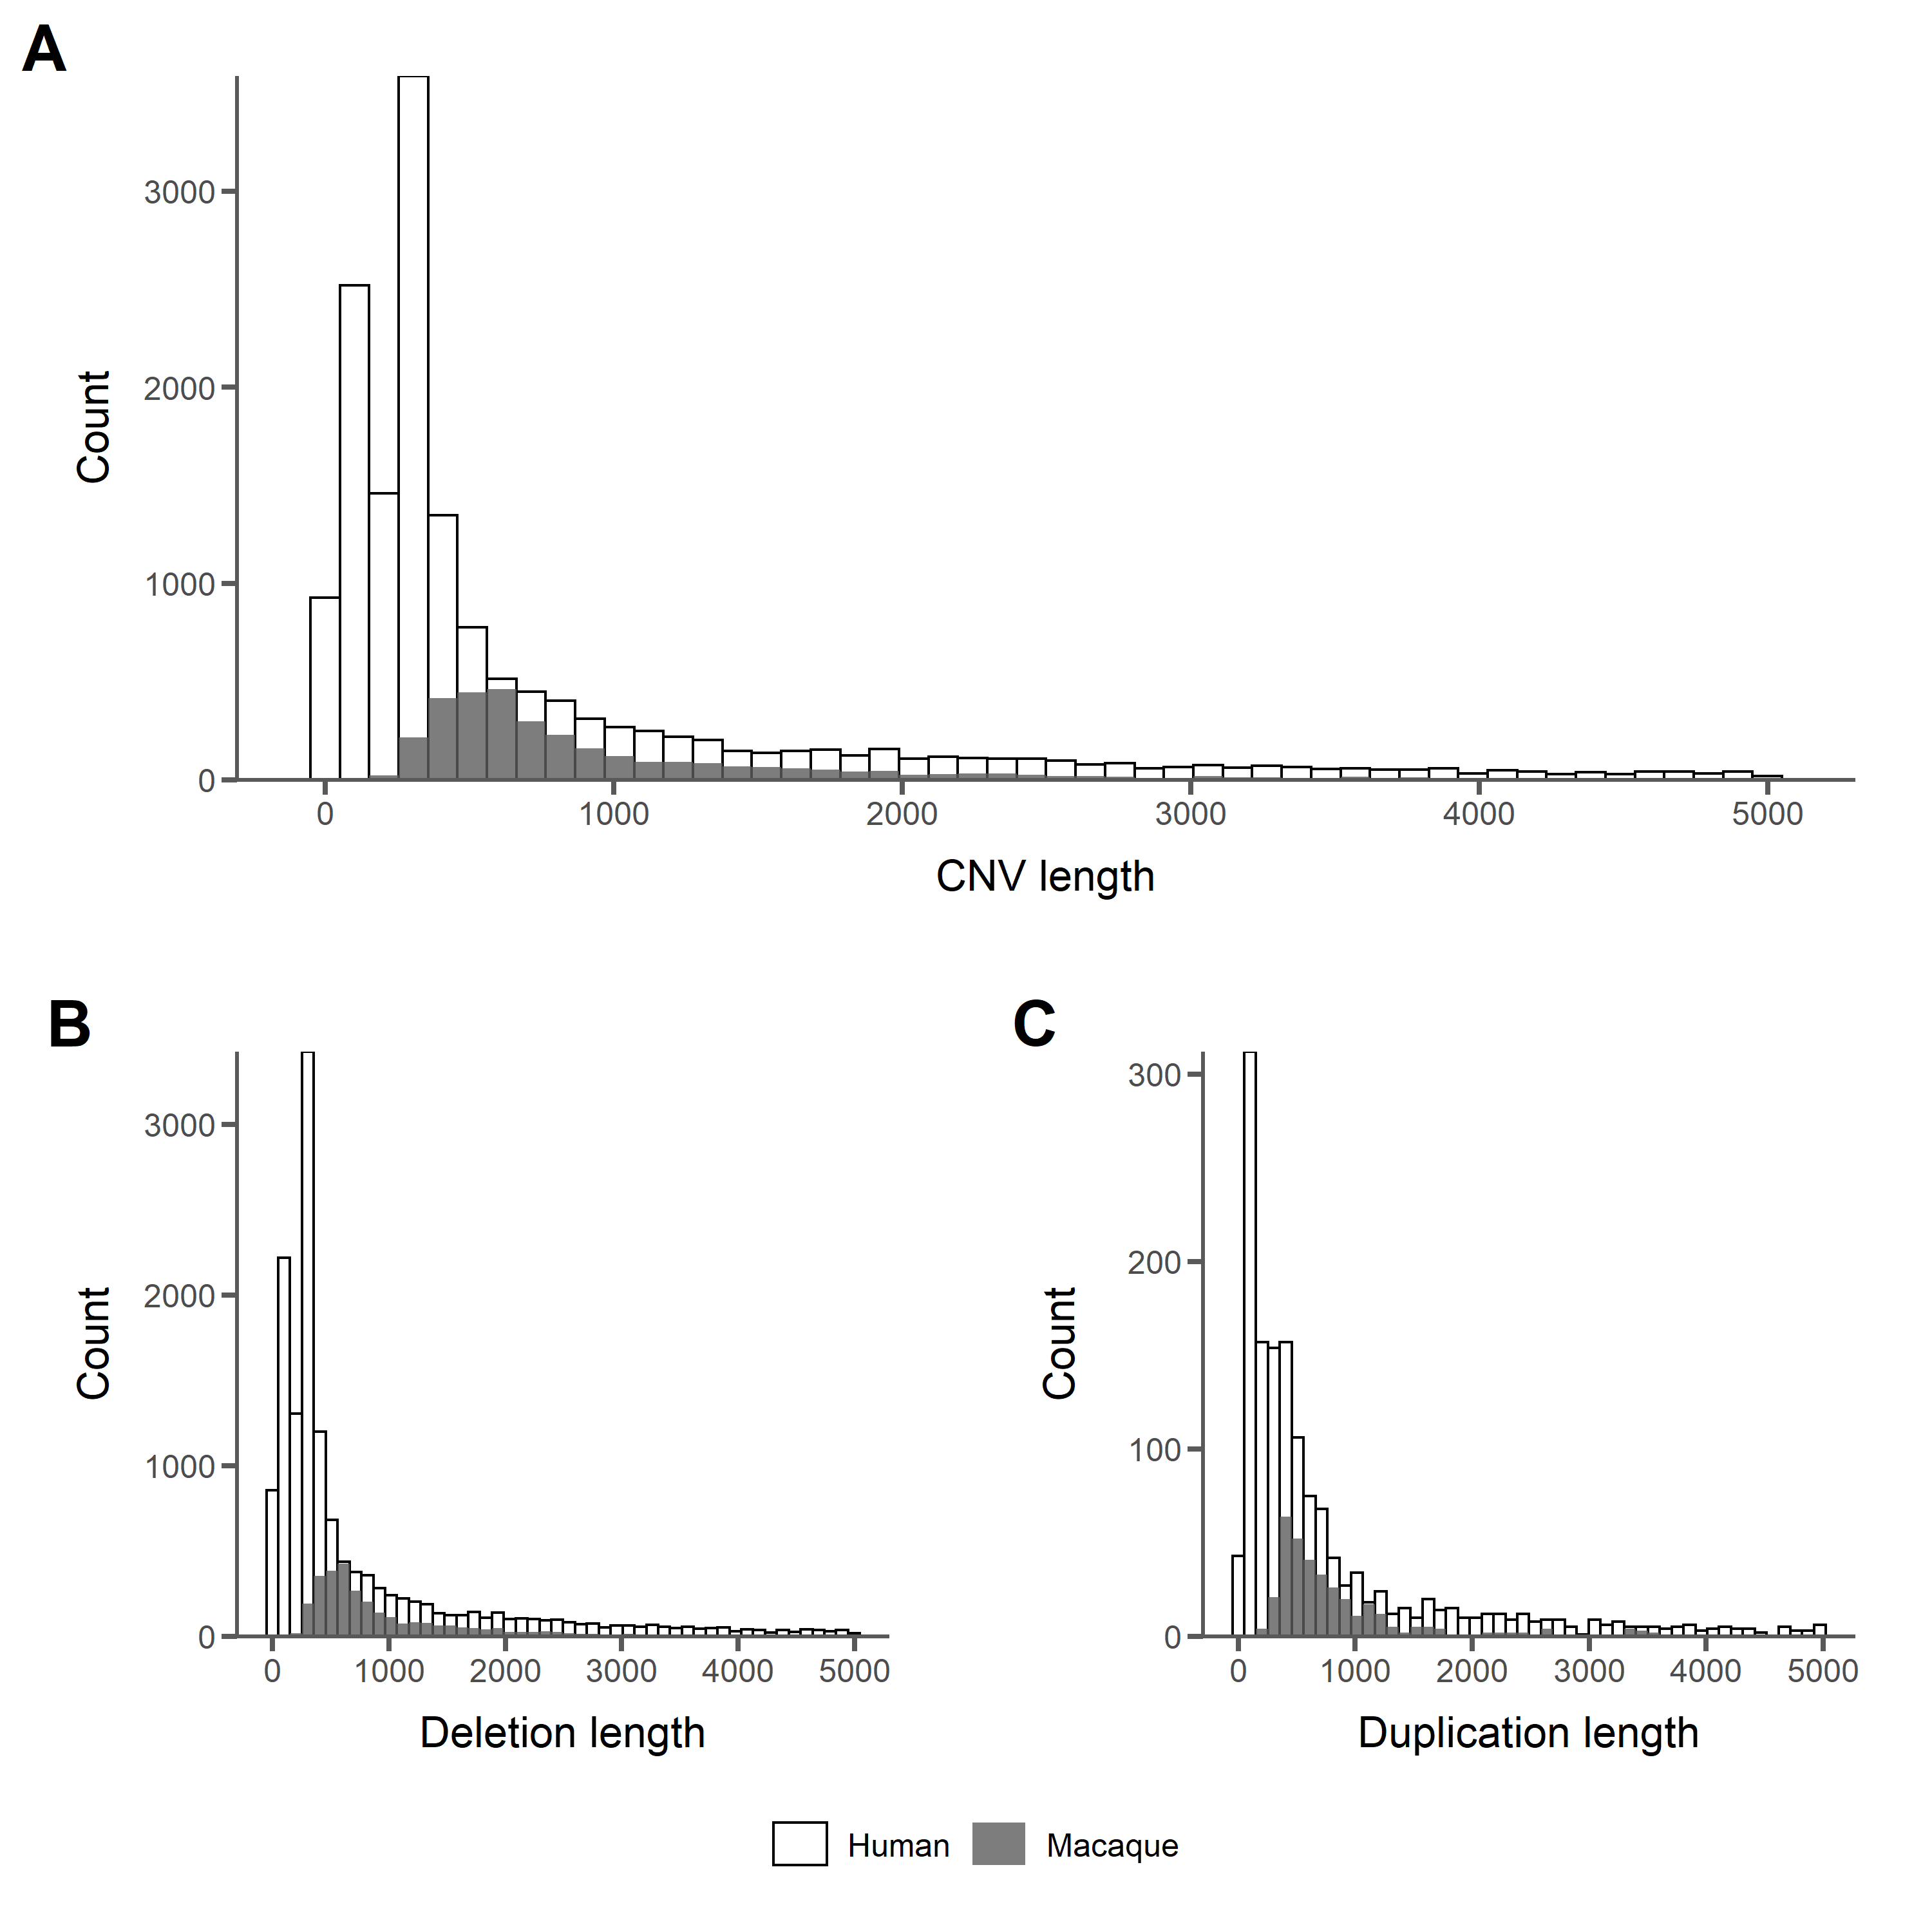 A
3000
2000
1000
0
Count
0 1000 2000 3000 4000 5000
CNV length
B
3000
2000
1000
0
Count
0 1000 2000 3000 4000 5000
Deletion length
C
300
200
100
0
Count
0 1000 2000 3000 4000 5000
Duplication length
Human Macaque